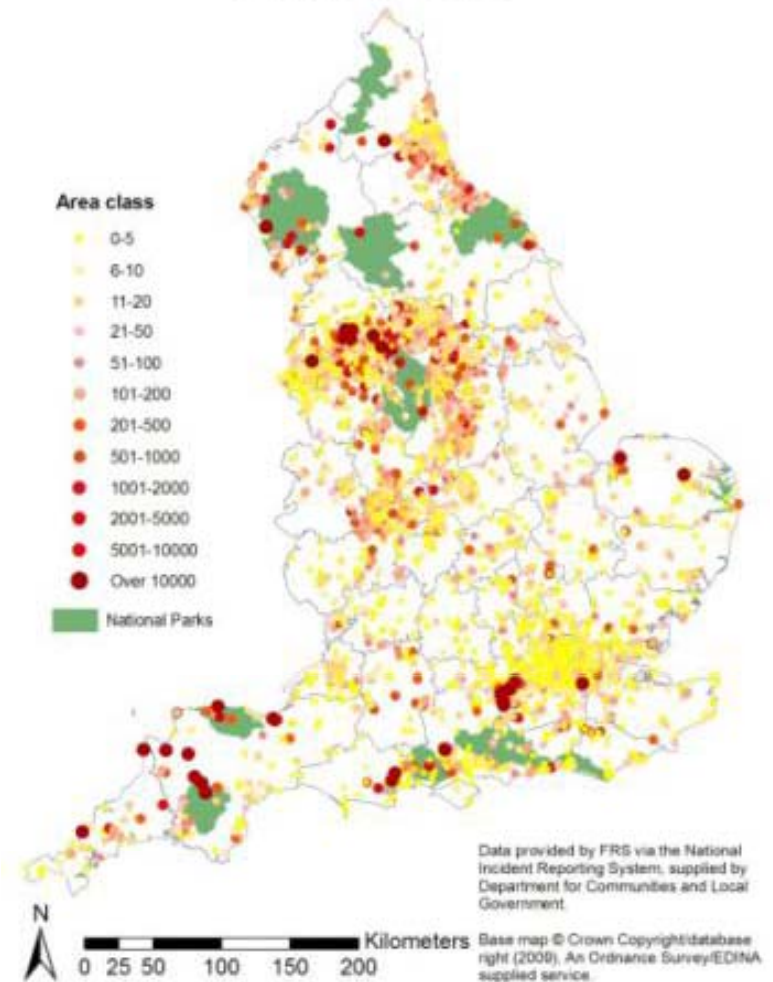 Area class
0-5
6-10
11-20
21-50
51-100
101-200
201-500
501-1000
1001-2000
2001-5000
5001-10000
Over 10000
National Parks
N
Kilometers
0 25 50 100 150 200
Data provided by FRS via the National
Incident Reporting System, supplied by
Department for Communities and Local
Government.
Base map © Crown Copyright/database
right (2009). An Ordnance Survey/EDINA
supplied service.